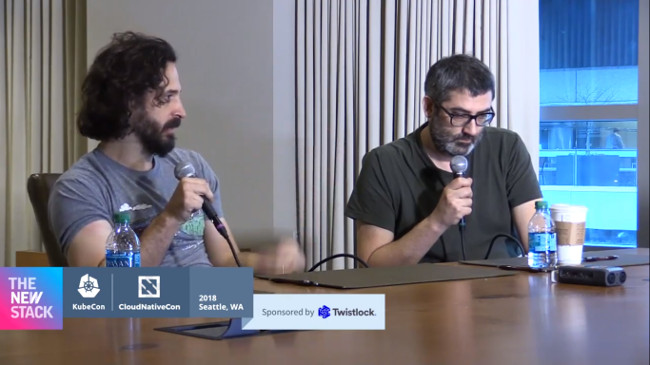 THE
NEW
STACK
KubeCon
CloudNativeCon
2018
Seattle, WA
Sponsored by Twistlock.